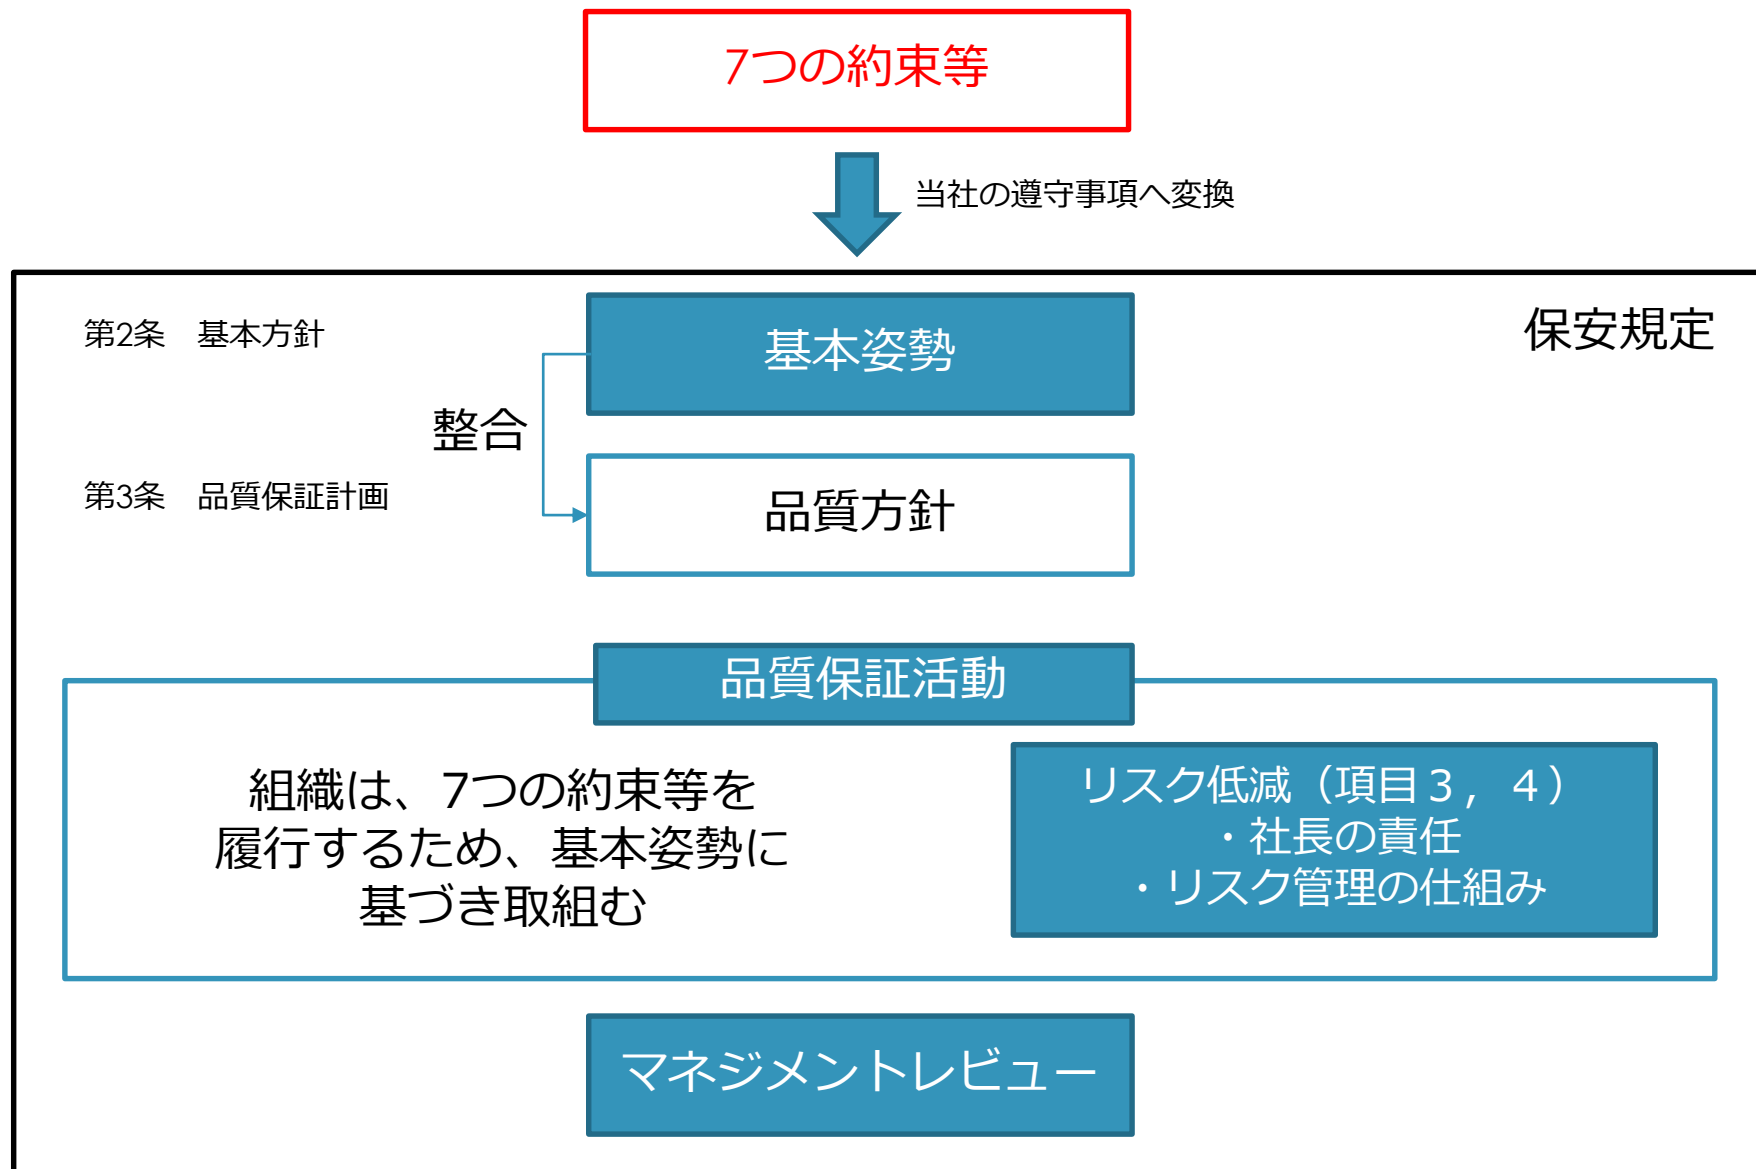 7つの約束等
当社の遵守事項へ変換
第2条　基本方針
基本姿勢
保安規定
整合
第3条　品質保証計画
品質方針
品質保証活動
組織は、7つの約束等を
履行するため、基本姿勢に
基づき取組む
リスク低減（項目３，４）
・社長の責任
・リスク管理の仕組み
マネジメントレビュー